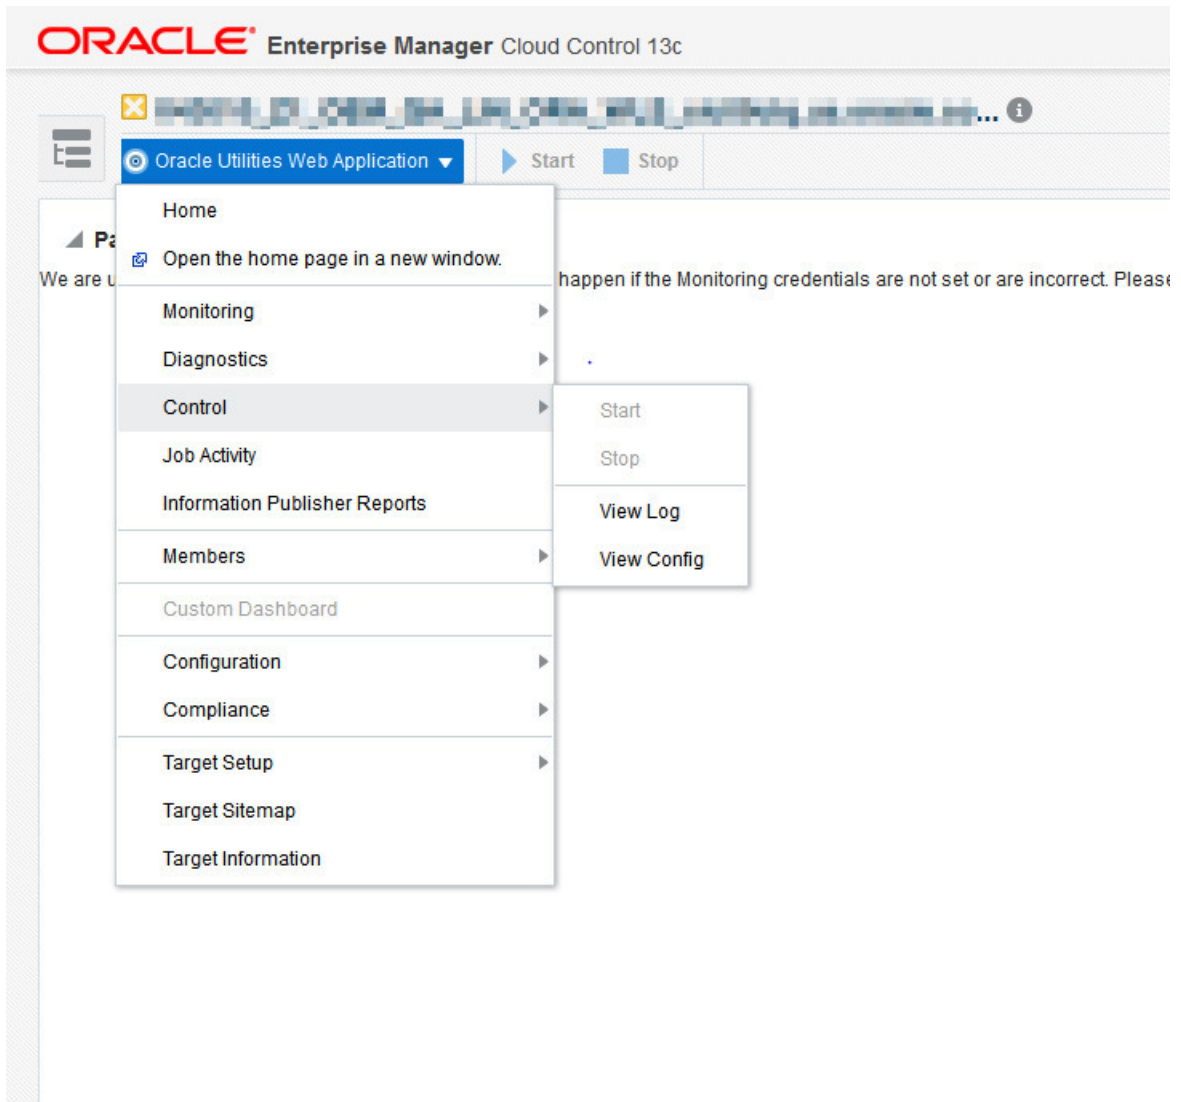 ORACLE Enterprise Manager Cloud Control 13c
...
Oracle Utilities Web Application Start Stop
Home
Open the home page in a new window.
We are happen if the Monitoring credentials are not set or are incorrect. Please
Monitoring
Diagnostics
Control
Job Activity
Information Publisher Reports
Members
Custom Dashboard
Configuration
Compliance
Target Setup
Target Sitemap
Target Information
Start
Stop
View Log
View Config